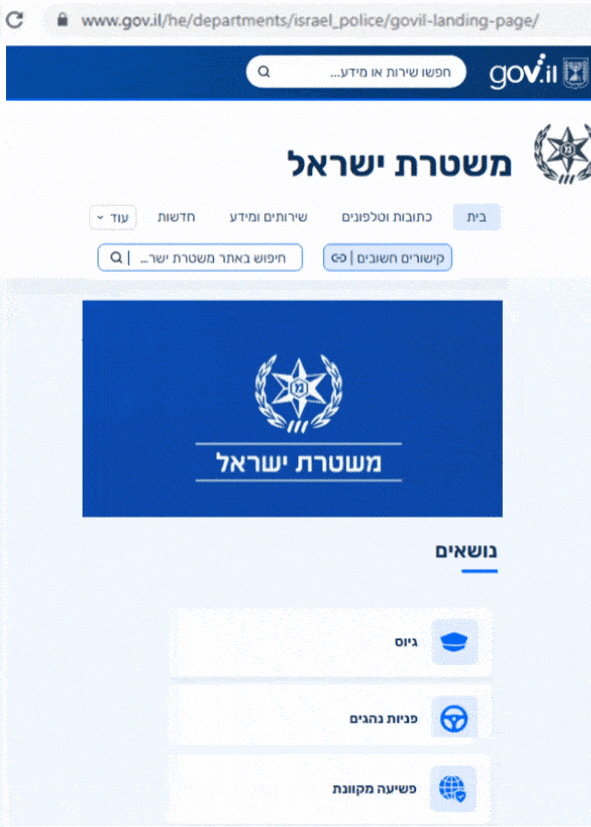 www.gov.il/he/departments/israel_police/govil-landing-page/
gov.il
חפשו שירות או מידע...
משטרת ישראל
בית
כתובות וטלפונים
שירותים ומידע
חדשות
עוד
קישורים חשובים
חיפוש באתר משטרת ישר...
מ
משטרת ישראל
נושאים
גיוס
פניות נהגים
פשיעה מקוונת